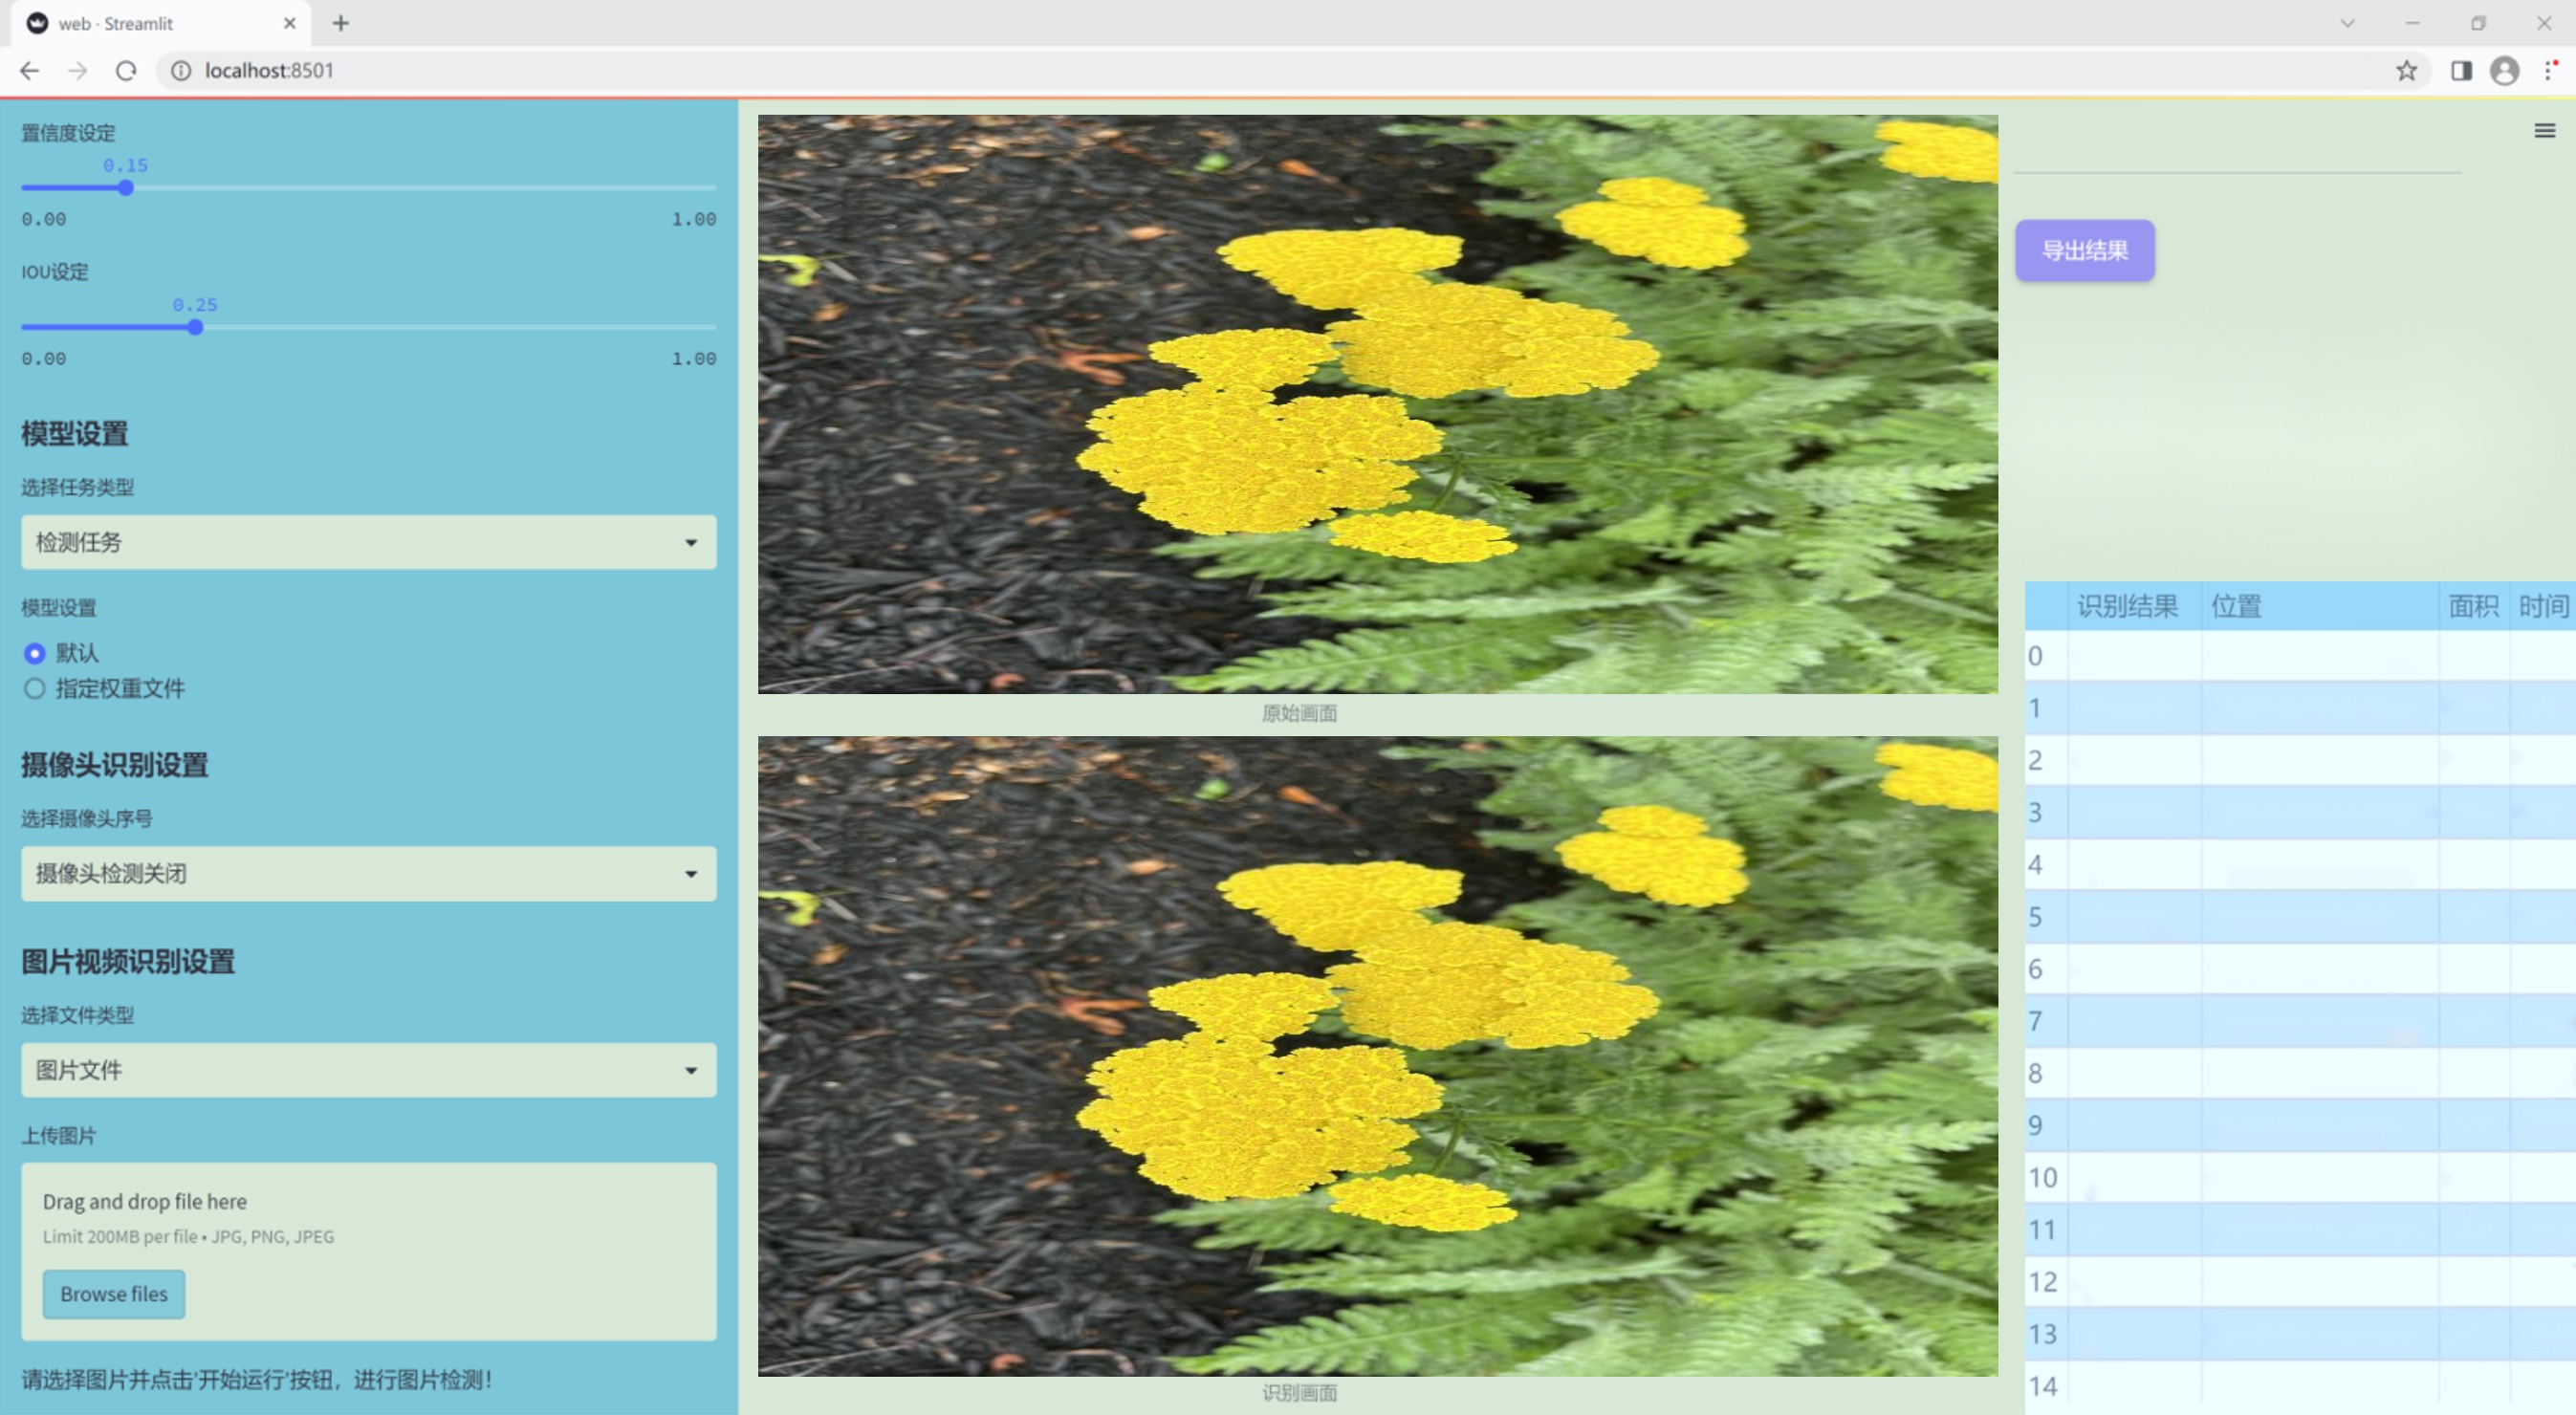 web · Streamlit
localhost:8501
置信度设定
0.15
0.00 1.00
IOU设定
0.25
0.00 1.00
模型设置
选择任务类型
检测任务
模型设置
默认
指定权重文件
摄像头识别设置
选择摄像头序号
摄像头检测关闭
图片视频识别设置
选择文件类型
图片文件
上传图片
Drag and drop file here
Limit 200MB per file • JPG, PNG, JPEG
Browse files
请选择图片并点击'开始运行'按钮，进行图片检测！
原始画面
识别画面
导出结果
识别结果 位置 面积 时间
0
1
2
3
4
5
6
7
8
9
10
11
12
13
14